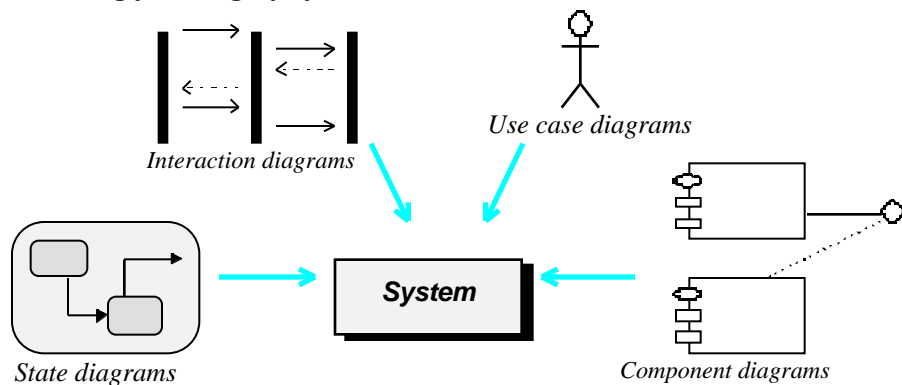 Interaction diagrams
Use case diagrams
System
State diagrams
Component diagrams